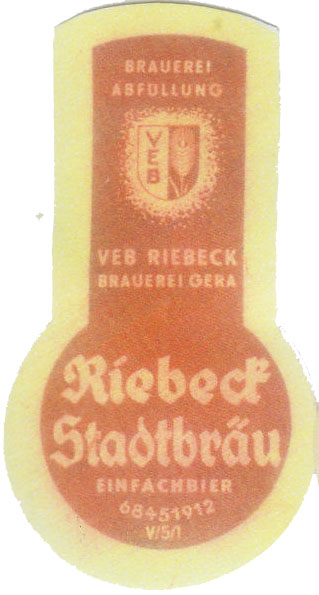 BRAUEREI
ABFÜLLUNG
VEB
VEB RIEBECK
BRAUEREI GERA
Riebeck
Stadtbräu
EINFACHBIER
68451912
V/5/1